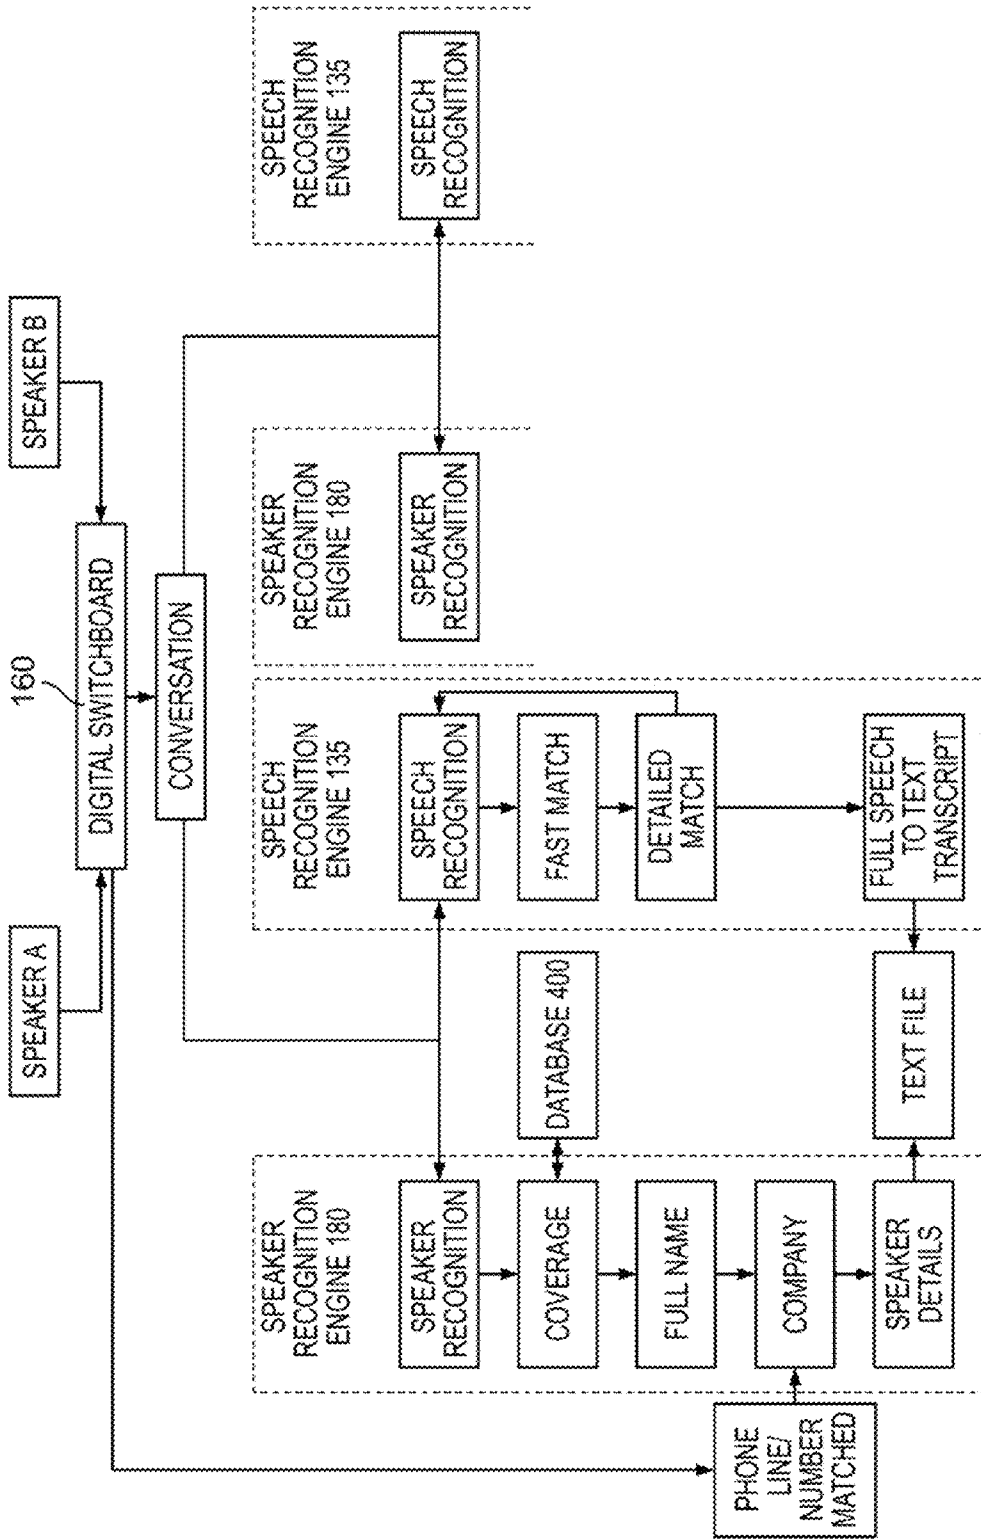 SPEAKER A
SPEAKER B
160
DIGITAL SWITCHBOARD
CONVERSATION
SPEAKER
RECOGNITION
ENGINE 180
SPEAKER
RECOGNITION
COVERAGE
FULL NAME
COMPANY
SPEAKER
DETAILS
PHONE
LINE/
NUMBER
MATCHED
DATABASE 400
TEXT FILE
SPEECH
RECOGNITION
ENGINE 135
SPEECH
RECOGNITION
FAST MATCH
DETAILED
MATCH
FULL SPEECH
TO TEXT
TRANSCRIPT
SPEAKER
RECOGNITION
ENGINE 180
SPEAKER
RECOGNITION
SPEECH
RECOGNITION
ENGINE 135
SPEECH
RECOGNITION